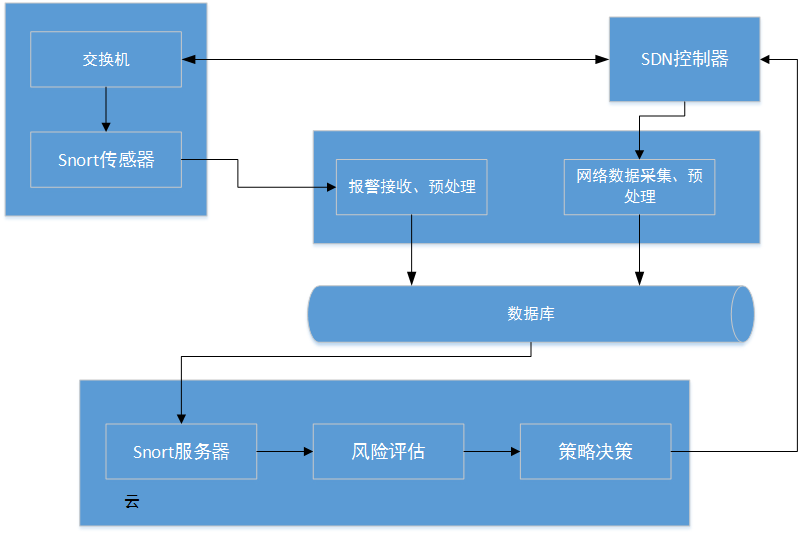 交换机
SDN控制器
Snort传感器
报警接收、预处理
网络数据采集、预
处理
数据库
Snort服务器
风险评估
策略决策
云